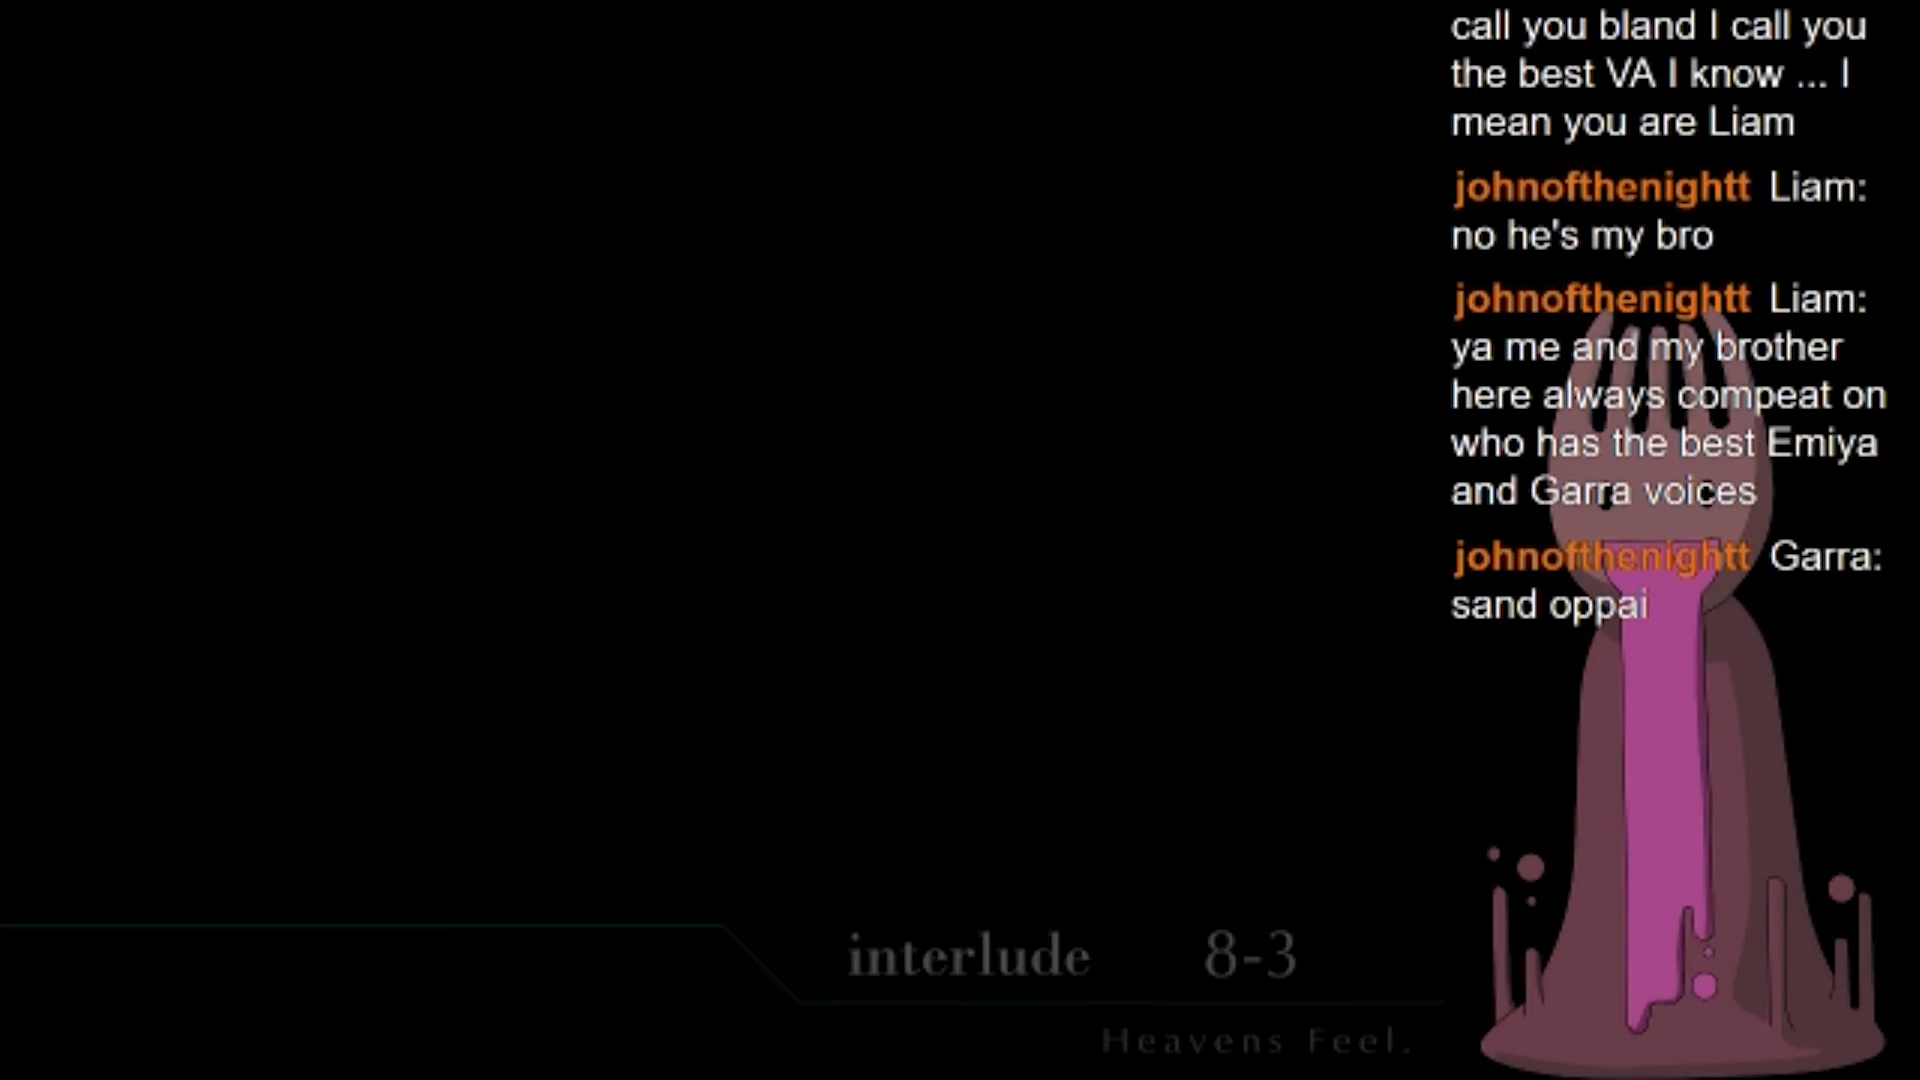 call you bland I call you
the best VA I know ... I
mean you are Liam
johnofthenightt Liam:
no he's my bro
johnofthenightt Liam:
ya me and my brother
here always compeat on
who has the best Emiya
and Garra voices
johnofthenightt Garra:
sand oppai
interlude 8-3
Heavens Feel.